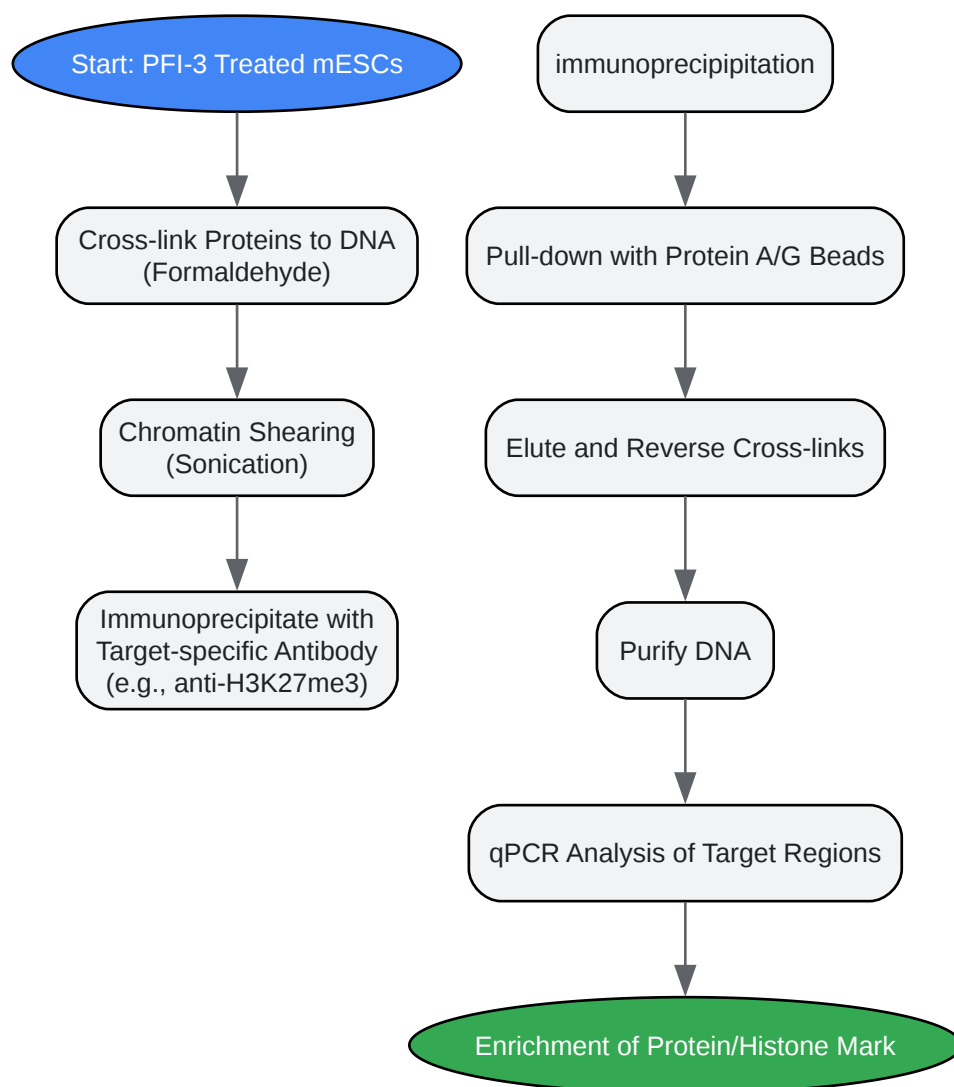 Start: PFI-3 Treated mESCs
Cross-link Proteins to DNA
(Formaldehyde)
Chromatin Shearing
(Sonication)
Immunoprecipitate with
Target-specific Antibody
(e.g., anti-H3K27me3)
immunoprecipipitation
Pull-down with Protein A/G Beads
Elute and Reverse Cross-links
Purify DNA
qPCR Analysis of Target Regions
Enrichment of Protein/Histone Mark